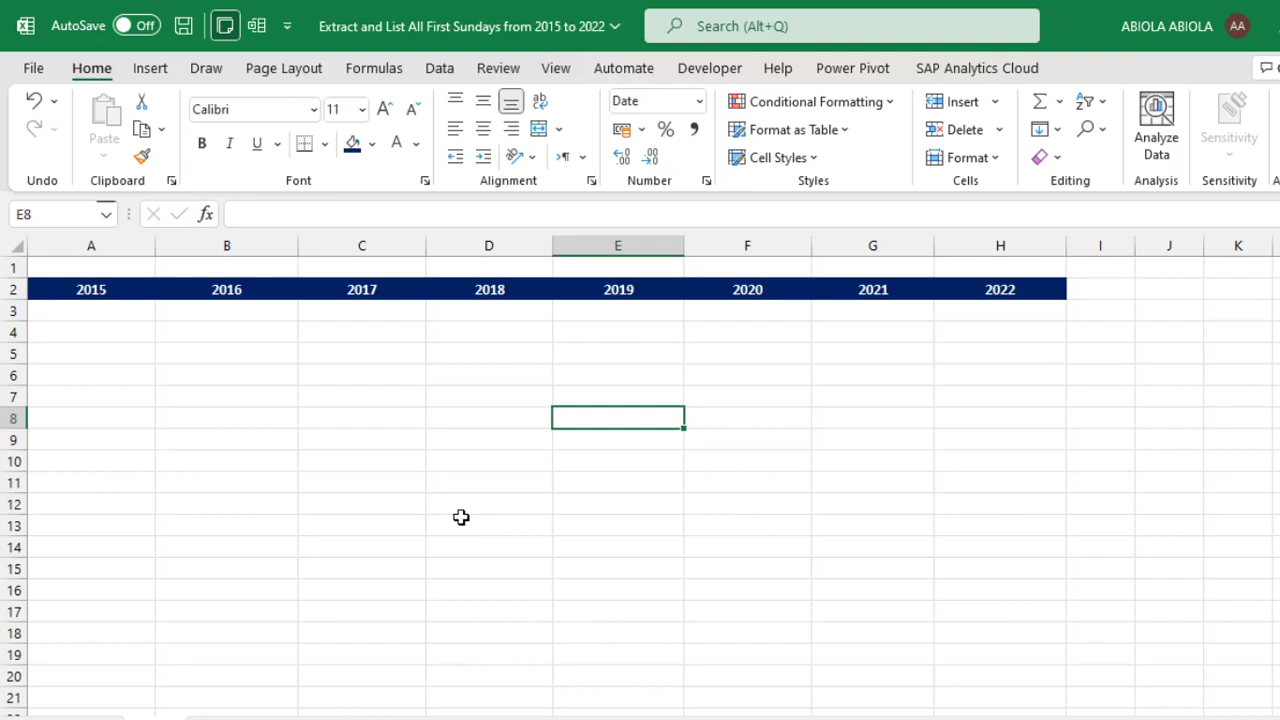 AutoSave Off Extract and List All First Sundays from 2015 to 2022 Search (Alt+Q) ABIOLA ABIOLA AA
File Home Insert Draw Page Layout Formulas Data Review View Automate Developer Help Power Pivot SAP Analytics Cloud
Calibri 11 A A ab Date Conditional Formatting Insert Analyze Data Sensitivity
Paste B I U A % Format as Table Delete
Cell Styles Format
Undo Clipboard Font Alignment Number Styles Cells Editing Analysis Sensitivity
E8 fx
A B C D E F G H I J K
1
2 2015 2016 2017 2018 2019 2020 2021 2022
3
4
5
6
7
8
9
10
11
12
13
14
15
16
17
18
19
20
21